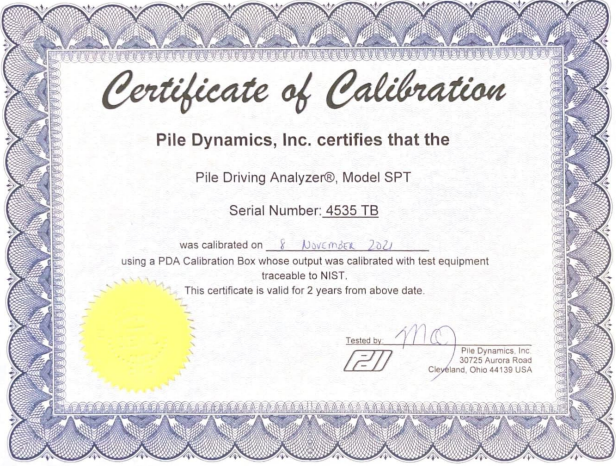 Certificate of Calibration
Pile Dynamics, Inc. certifies that the
Pile Driving Analyzer®, Model SPT
Serial Number: 4535 TB
was calibrated on 8 November 2021
using a PDA Calibration Box whose output was calibrated with test equipment
traceable to NIST.
This certificate is valid for 2 years from above date.
Tested by:
Pile Dynamics, Inc.
30725 Aurora Road
Cleveland, Ohio 44139 USA
PDI